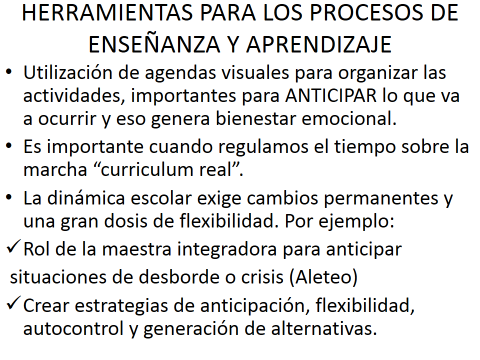 HERRAMIENTAS PARA LOS PROCESOS DE
ENSEÑANZA Y APRENDIZAJE
• Utilización de agendas visuales para organizar las
actividades, importantes para ANTICIPAR lo que va
a ocurrir y eso genera bienestar emocional.
• Es importante cuando regulamos el tiempo sobre la
marcha “curriculum real”.
• La dinámica escolar exige cambios permanentes y
una gran dosis de flexibilidad. Por ejemplo:
✓Rol de la maestra integradora para anticipar
situaciones de desborde o crisis (Aleteo)
✓Crear estrategias de anticipación, flexibilidad,
autocontrol y generación de alternativas.